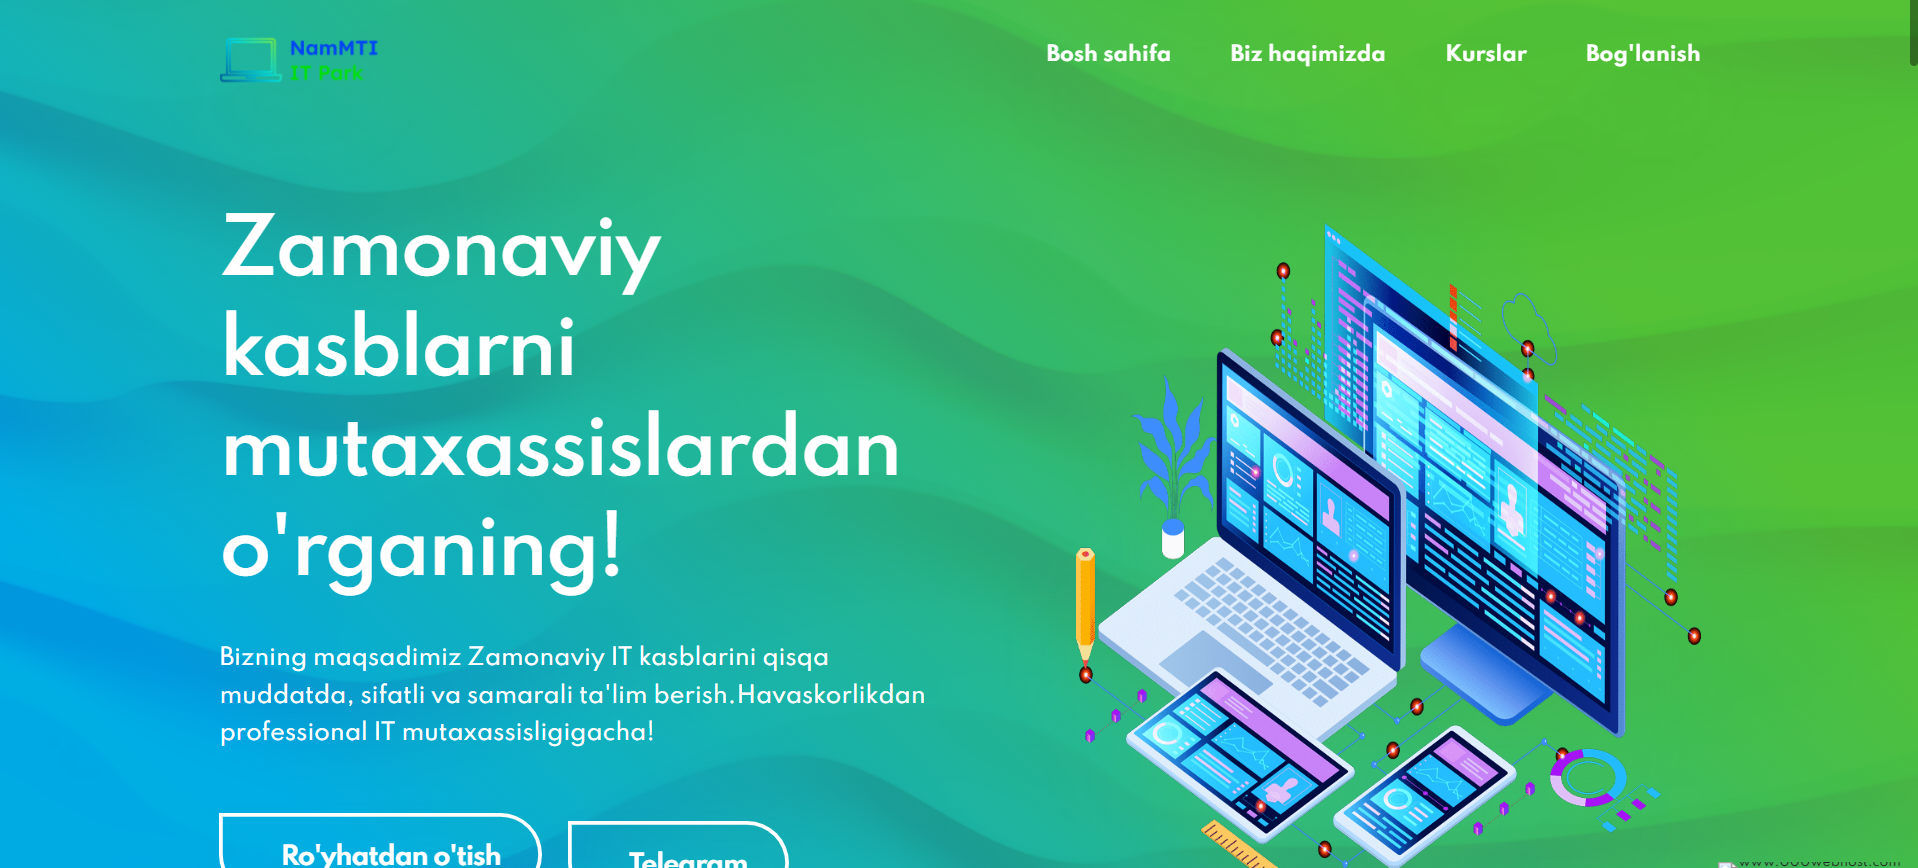 NamMTI
IT Park
Bosh sahifa
Biz haqimizda
Kurslar
Bog'lanish
Zamonaviy
kasblarni
mutaxassislardan
o'rganing!
Bizning maqsadimiz Zamonaviy IT kasblarini qisqa
muddatda, sifatli va samarali ta'lim berish.Havaskorlikdan
professional IT mutaxassisligigacha!
Ro'yhatdan o'tish
Telegram
www.000webhost.com